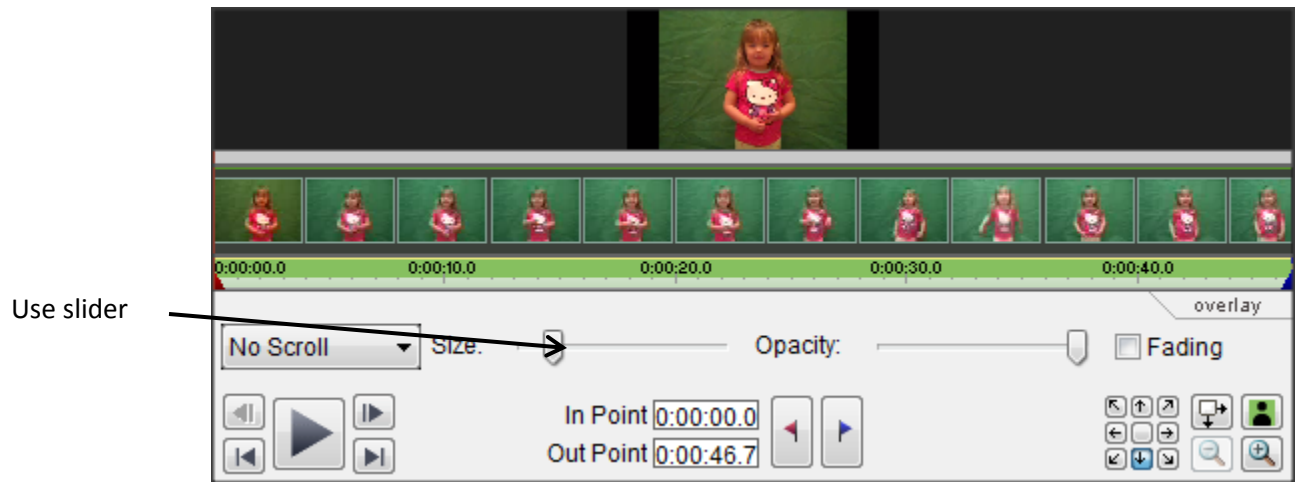 0:00:00.0 0:00:10.0 0:00:20.0 0:00:30.0 0:00:40.0
overlay
Use slider
No Scroll Size: Opacity: Fading
In Point 0:00:00.0
Out Point 0:00:46.7